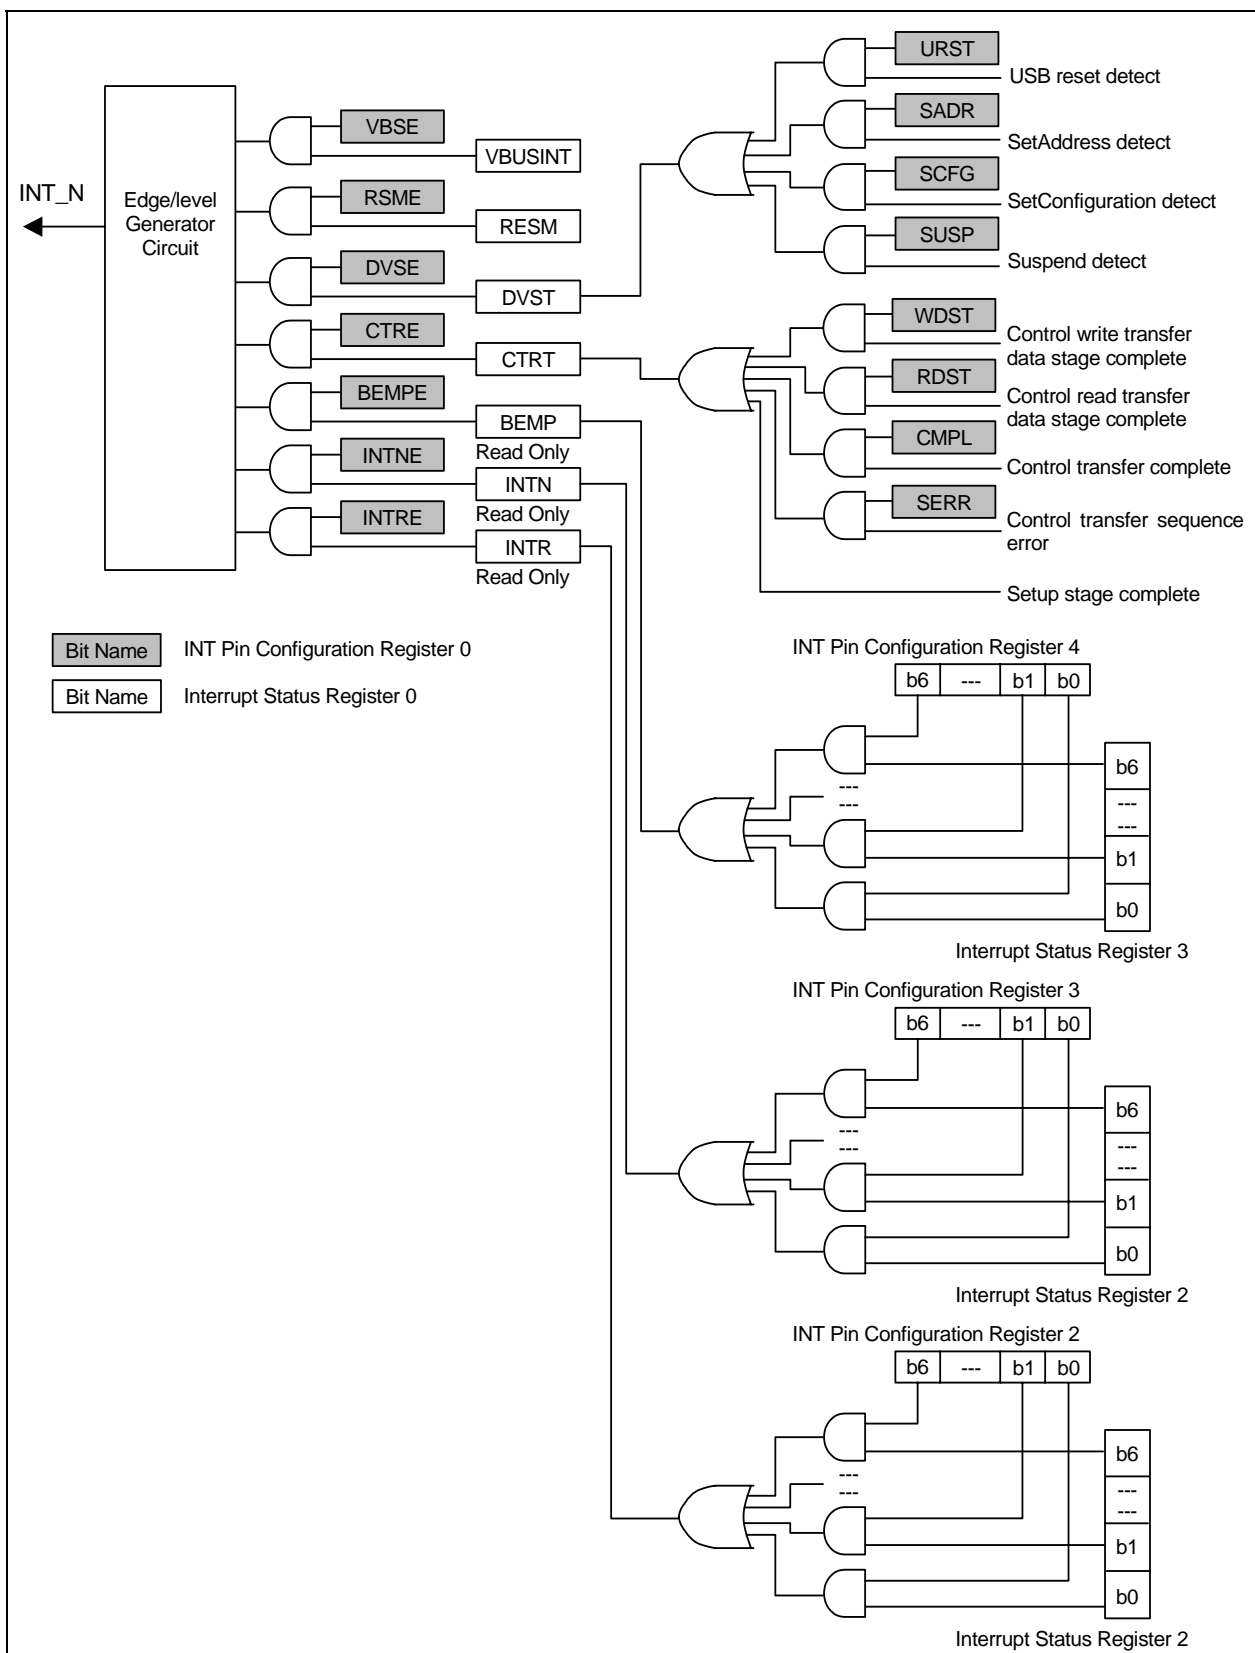 INT_N
Edge/level
Generator
Circuit
VBSE
VBUSINT
RSME
RESM
DVSE
DVST
CTRE
CTRT
BEMPE
BEMP
Read Only
INTNE
INTN
Read Only
INTRE
INTR
Read Only
URST
USB reset detect
SADR
SetAddress detect
SCFG
SetConfiguration detect
SUSP
Suspend detect
WDST
Control write transfer
data stage complete
RDST
Control read transfer
data stage complete
CMPL
Control transfer complete
SERR
Control transfer sequence
error
Setup stage complete
Bit Name INT Pin Configuration Register 0
Bit Name Interrupt Status Register 0
INT Pin Configuration Register 4
b6 --- b1 b0
b6
---
---
---
---
b1
b0
Interrupt Status Register 3
INT Pin Configuration Register 3
b6 --- b1 b0
b6
---
---
---
---
b1
b0
Interrupt Status Register 2
INT Pin Configuration Register 2
b6 --- b1 b0
b6
---
---
---
---
b1
b0
Interrupt Status Register 2